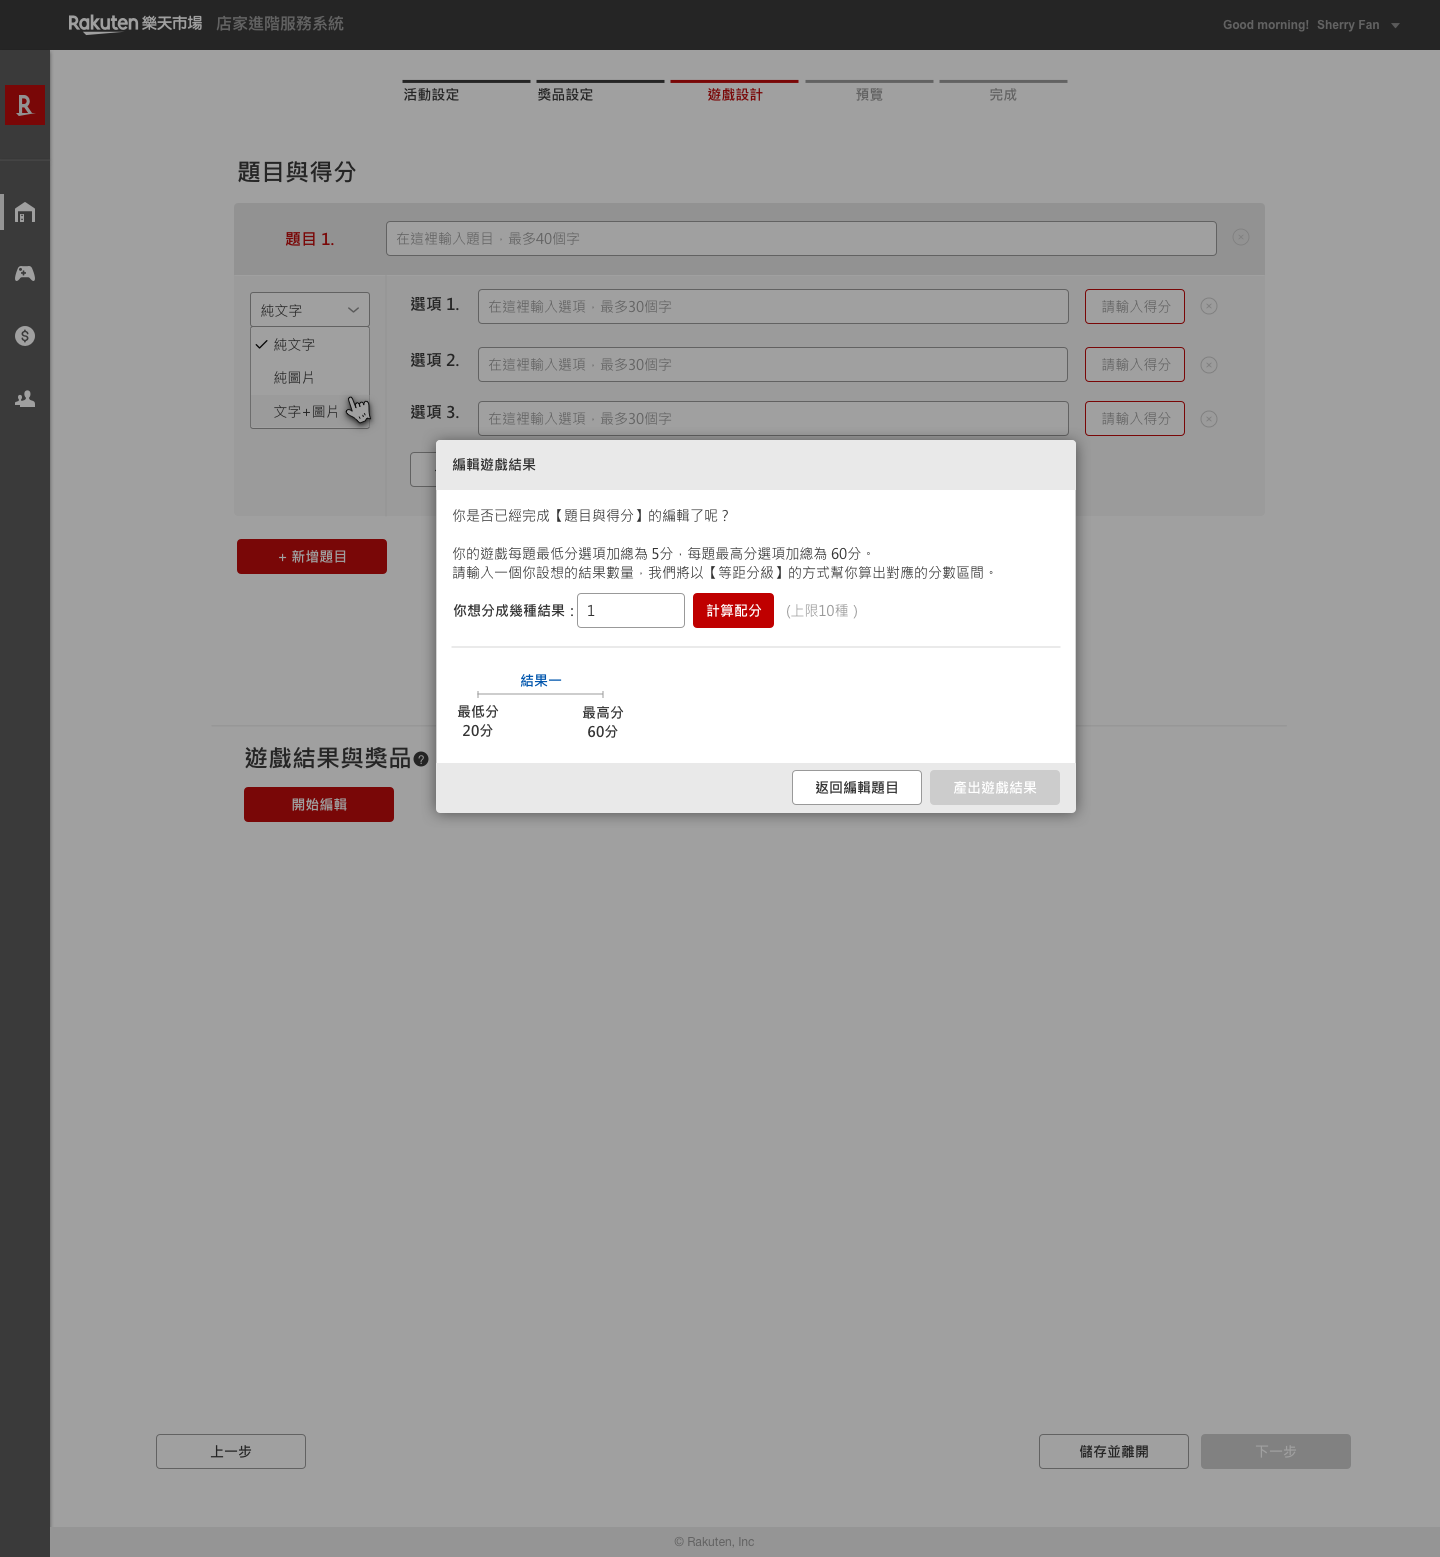 Rakuten 樂天市場 店家進階服務系統
Good morning! Sherry Fan
活動設定
獎品設定
遊戲設計
預覽
完成
題目與得分
題目 1.
在這裡輸入題目，最多40個字
純文字
純文字
純圖片
文字+圖片
選項 1.
在這裡輸入選項，最多30個字
請輸入得分
選項 2.
在這裡輸入選項，最多30個字
請輸入得分
選項 3.
在這裡輸入選項，最多30個字
請輸入得分
+ 新增題目
編輯遊戲結果
你是否已經完成【題目與得分】的編輯了呢？
你的遊戲每題最低分選項加總為 5分，每題最高分選項加總為 60分。
請輸入一個你設想的結果數量，我們將以【等距分級】的方式幫你算出對應的分數區間。
你想分成幾種結果：
1
計算配分
(上限10種 )
結果一
最低分
20分
最高分
60分
返回編輯題目
產出遊戲結果
遊戲結果與獎品
開始編輯
上一步
儲存並離開
下一步
© Rakuten, Inc